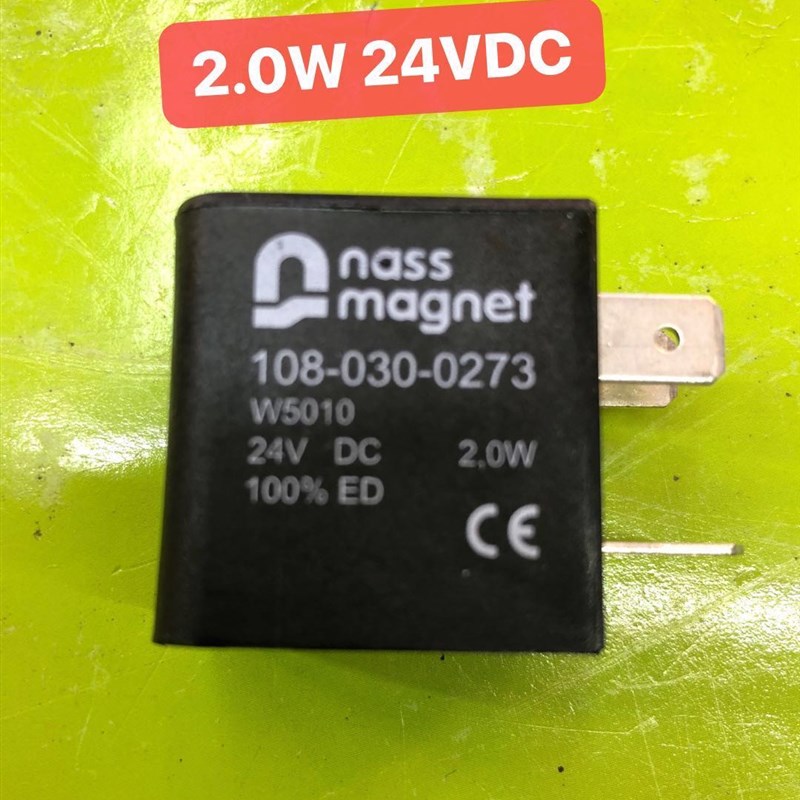 2.0W 24VDC
nass
magnet
108-030-0273
W5010
24V DC 2.0W
100% ED
CE